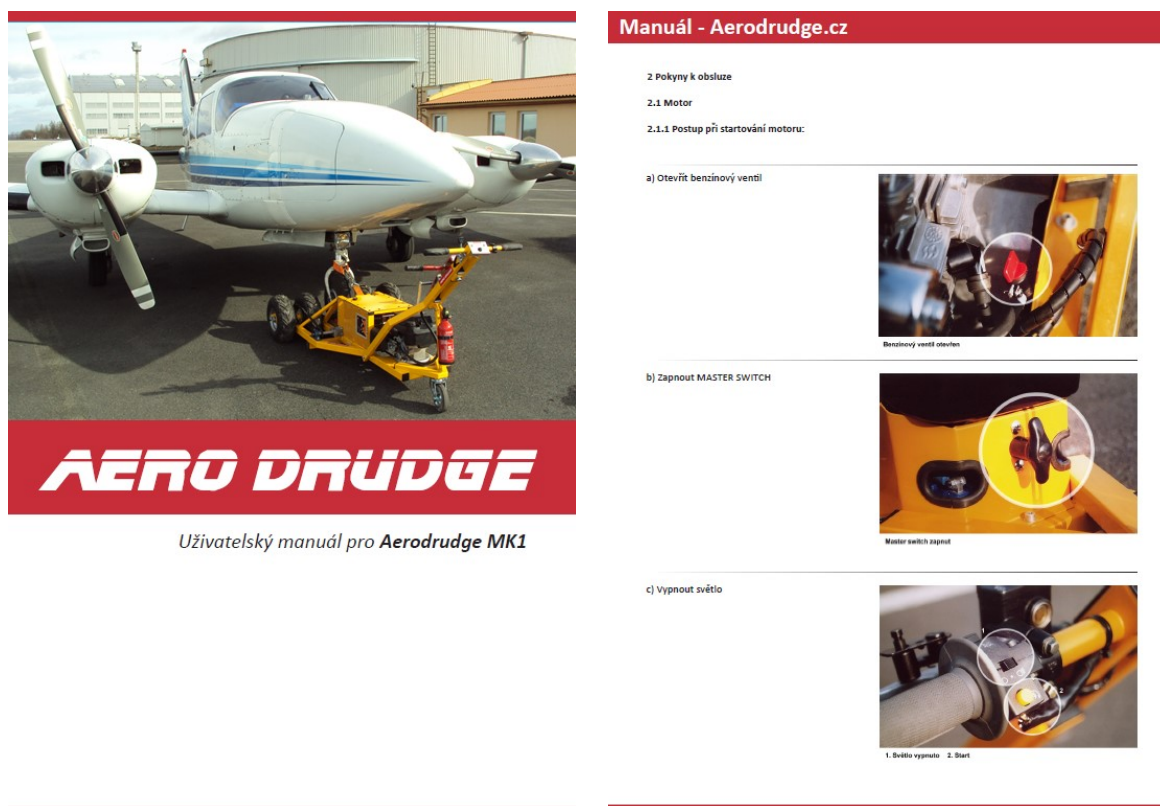 AERO DRUDGE
Uživatelský manuál pro Aerodrudge MK1
Manuál - Aerodrudge.cz
2 Pokyny k obsluze
2.1 Motor
2.1.1 Postup při startování motoru:
a) Otevřít benzínový ventil
Benzínový ventil otevřen
b) Zapnout MASTER SWITCH
Master switch zapnut
c) Vypnout světlo
1
2
1. Světlo vypnuto 2. Start